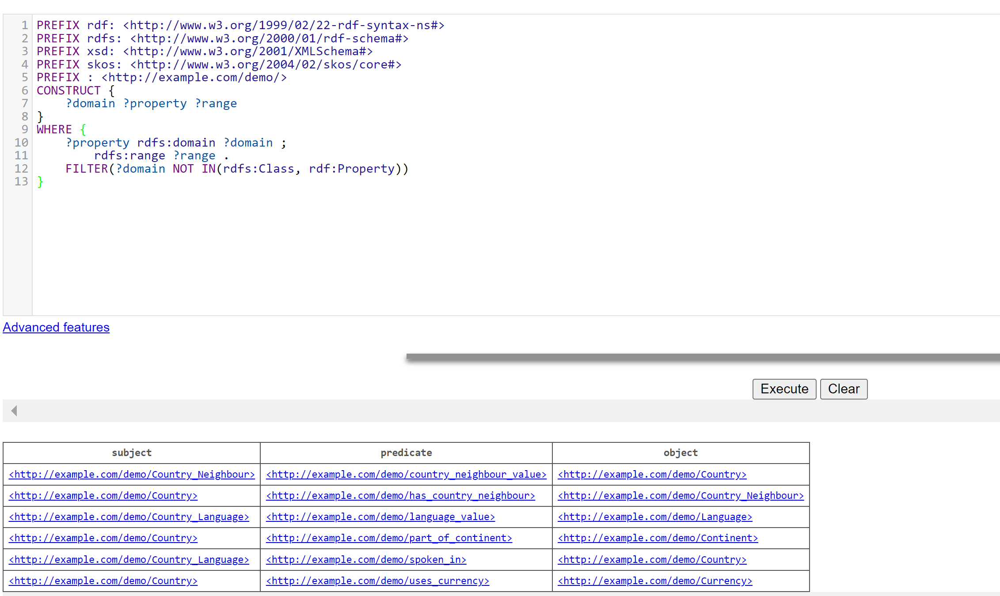 1 PREFIX rdf: <http://www.w3.org/1999/02/22-rdf-syntax-ns#>
2 PREFIX rdfs: <http://www.w3.org/2000/01/rdf-schema#>
3 PREFIX xsd: <http://www.w3.org/2001/XMLSchema#>
4 PREFIX skos: <http://www.w3.org/2004/02/skos/core#>
5 PREFIX : <http://example.com/demo/>
6 CONSTRUCT {
7     ?domain ?property ?range
8 }
9 WHERE {
10     ?property rdfs:domain ?domain ;
11         rdfs:range ?range .
12     FILTER(?domain NOT IN(rdfs:Class, rdf:Property))
13 }
Advanced features
Execute Clear
subject predicate object
<http://example.com/demo/Country_Neighbour> <http://example.com/demo/country_neighbour_value> <http://example.com/demo/Country>
<http://example.com/demo/Country> <http://example.com/demo/has_country_neighbour> <http://example.com/demo/Country_Neighbour>
<http://example.com/demo/Country_Language> <http://example.com/demo/language_value> <http://example.com/demo/Language>
<http://example.com/demo/Country> <http://example.com/demo/part_of_continent> <http://example.com/demo/Continent>
<http://example.com/demo/Country_Language> <http://example.com/demo/spoken_in> <http://example.com/demo/Country>
<http://example.com/demo/Country> <http://example.com/demo/uses_currency> <http://example.com/demo/Currency>